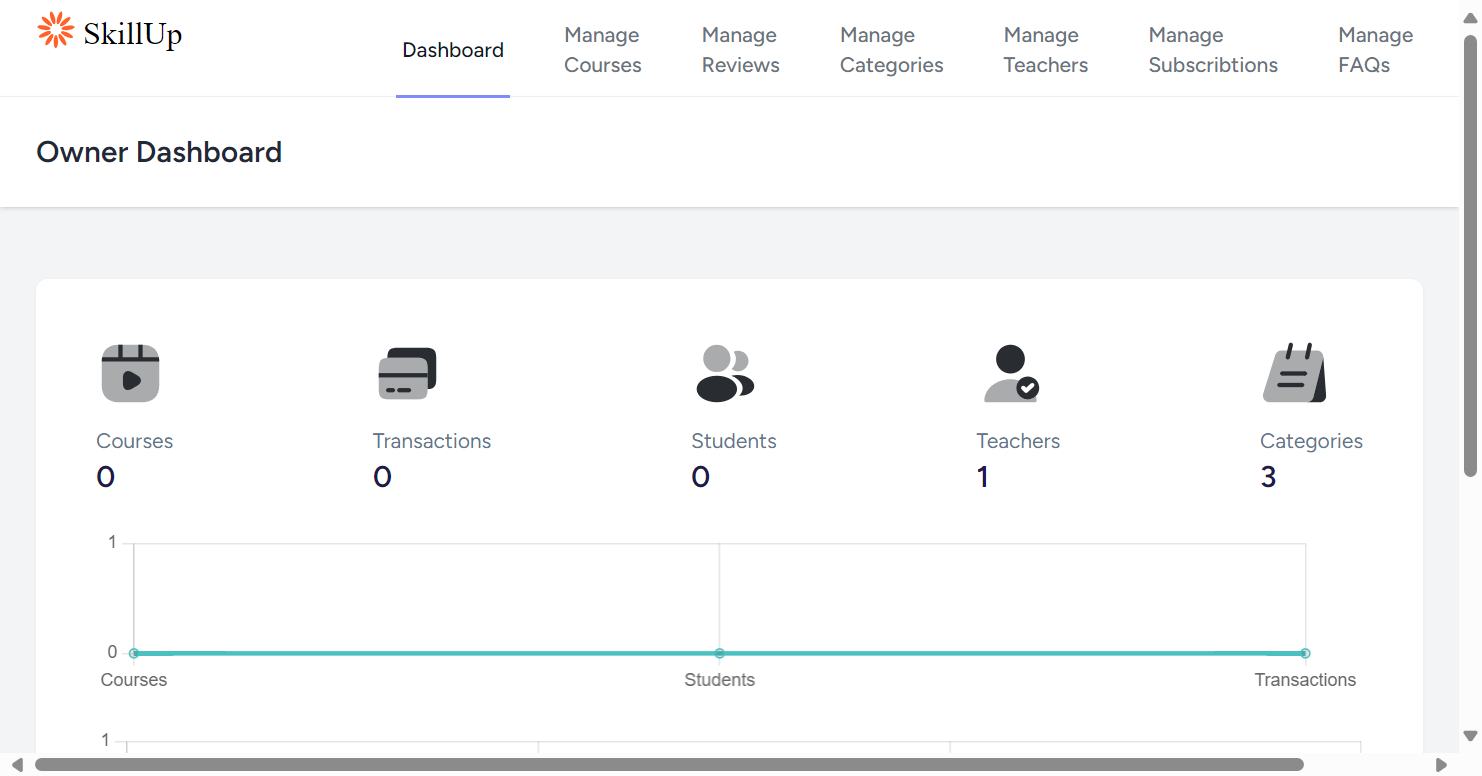 SkillUp
Dashboard
Manage
Courses
Manage
Reviews
Manage
Categories
Manage
Teachers
Manage
Subscribtions
Manage
FAQs
Owner Dashboard
Courses
0
Transactions
0
Students
0
Teachers
1
Categories
3
1
0
Courses
Students
Transactions
1